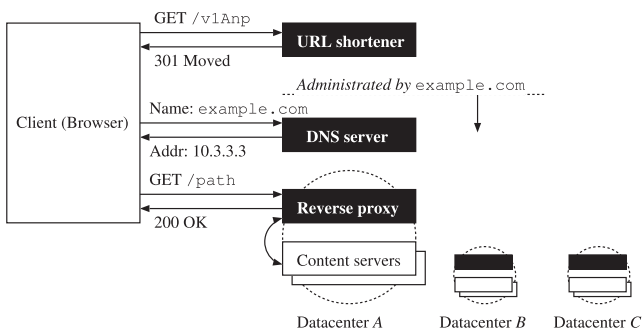 GET /v1Anp
URL shortener
301 Moved
Administrated by example.com
Name: example.com
Client (Browser)
DNS server
Addr: 10.3.3.3
GET /path
Reverse proxy
200 OK
Content servers
Datacenter A
Datacenter B
Datacenter C